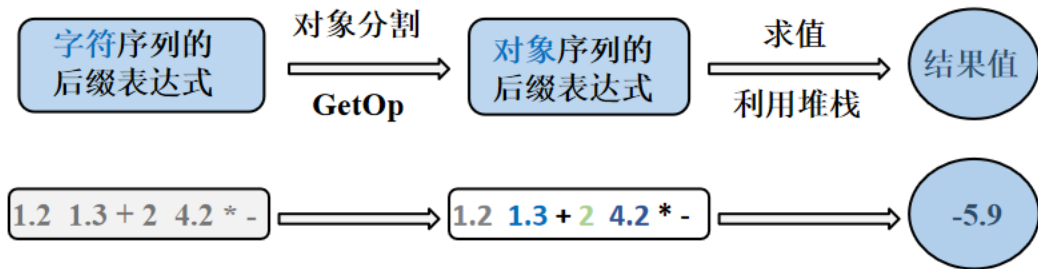 字符序列的
后缀表达式
对象分割
GetOp
对象序列的
后缀表达式
求值
利用堆栈
结果值
1.2 1.3 + 2 4.2 * -
1.2 1.3 + 2 4.2 * -
-5.9